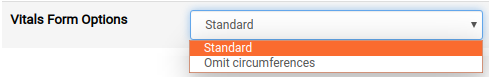 Vitals Form Options
Standard
Standard
Omit circumferences